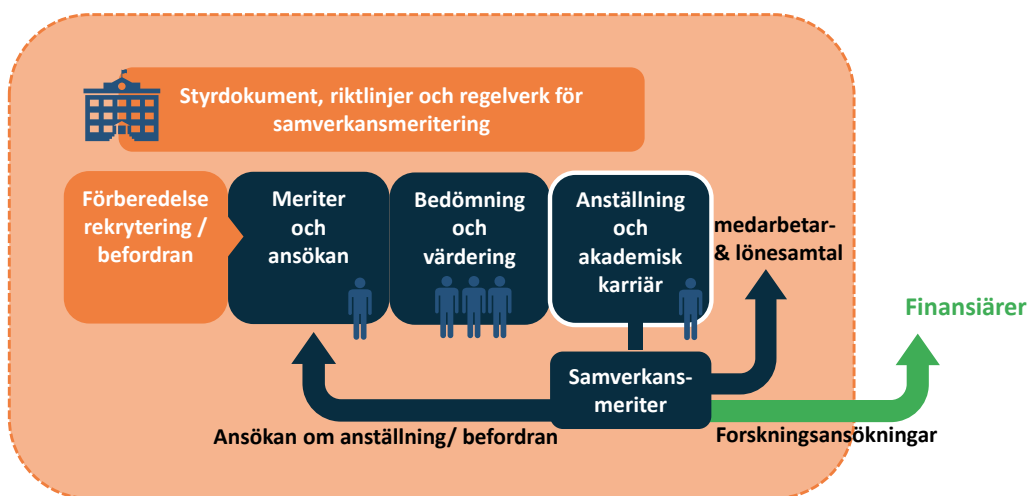 Styrdokument, riktlinjer och regelverk för
samverkansmeritering
Förberedelse
rekrytering /
befordran
Meriter
och
ansökan
Bedömning
och
värdering
Anställning
och
akademisk
karriär
medarbetar-
& lönesamtal
Finansiärer
Samverkans-
meriter
Ansökan om anställning/ befordran
Forskningsansökningar